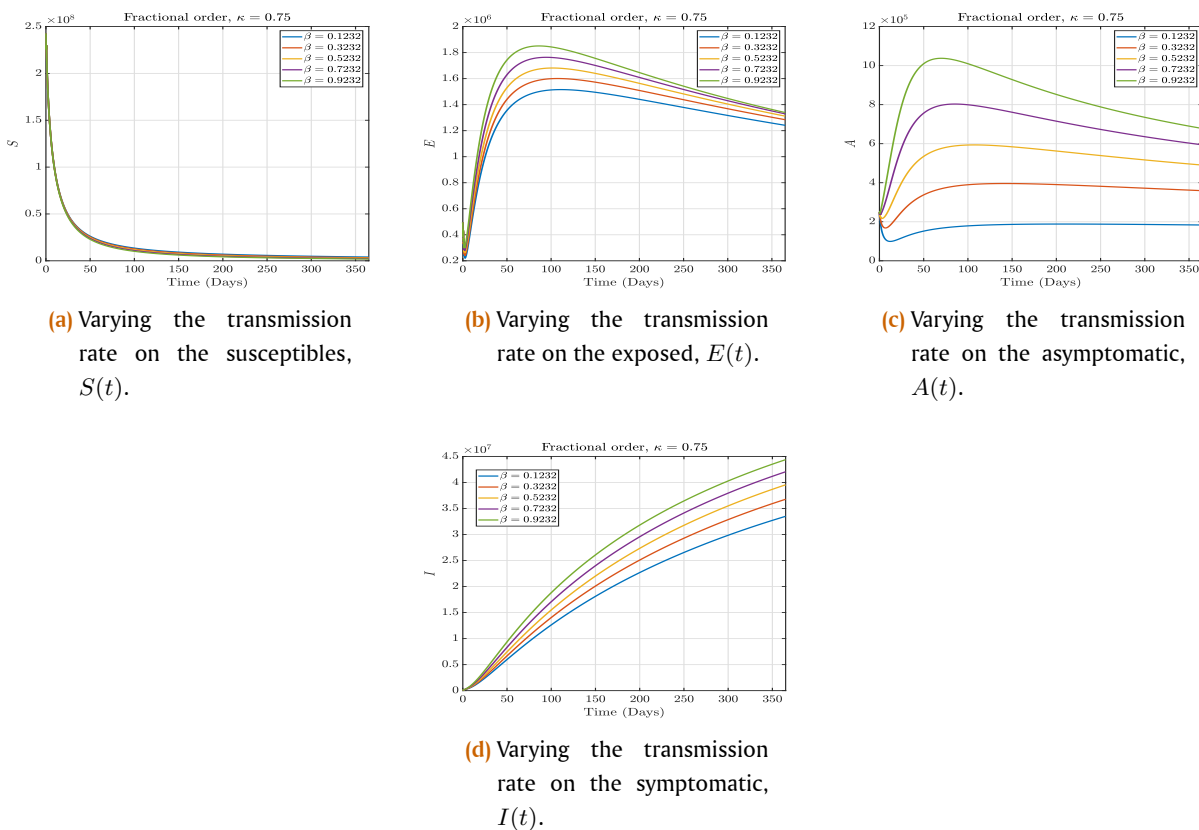 Fractional order, κ = 0.75
×10⁸
2.5
2
1.5
1
0.5
0
S
0 50 100 150 200 250 300 350
Time (Days)
β = 0.1232
β = 0.3232
β = 0.5232
β = 0.7232
β = 0.9232
(a) Varying the transmission
rate on the susceptibles,
S(t).
Fractional order, κ = 0.75
×10⁶
2
1.8
1.6
1.4
1.2
1
0.8
0.6
0.4
0.2
E
0 50 100 150 200 250 300 350
Time (Days)
β = 0.1232
β = 0.3232
β = 0.5232
β = 0.7232
β = 0.9232
(b) Varying the transmission
rate on the exposed, E(t).
Fractional order, κ = 0.75
×10⁵
12
10
8
6
4
2
0
A
0 50 100 150 200 250 300 350
Time (Days)
β = 0.1232
β = 0.3232
β = 0.5232
β = 0.7232
β = 0.9232
(c) Varying the transmission
rate on the asymptomatic,
A(t).
Fractional order, κ = 0.75
×10⁷
4.5
4
3.5
3
2.5
2
1.5
1
0.5
0
I
0 50 100 150 200 250 300 350
Time (Days)
β = 0.1232
β = 0.3232
β = 0.5232
β = 0.7232
β = 0.9232
(d) Varying the transmission
rate on the symptomatic,
I(t).